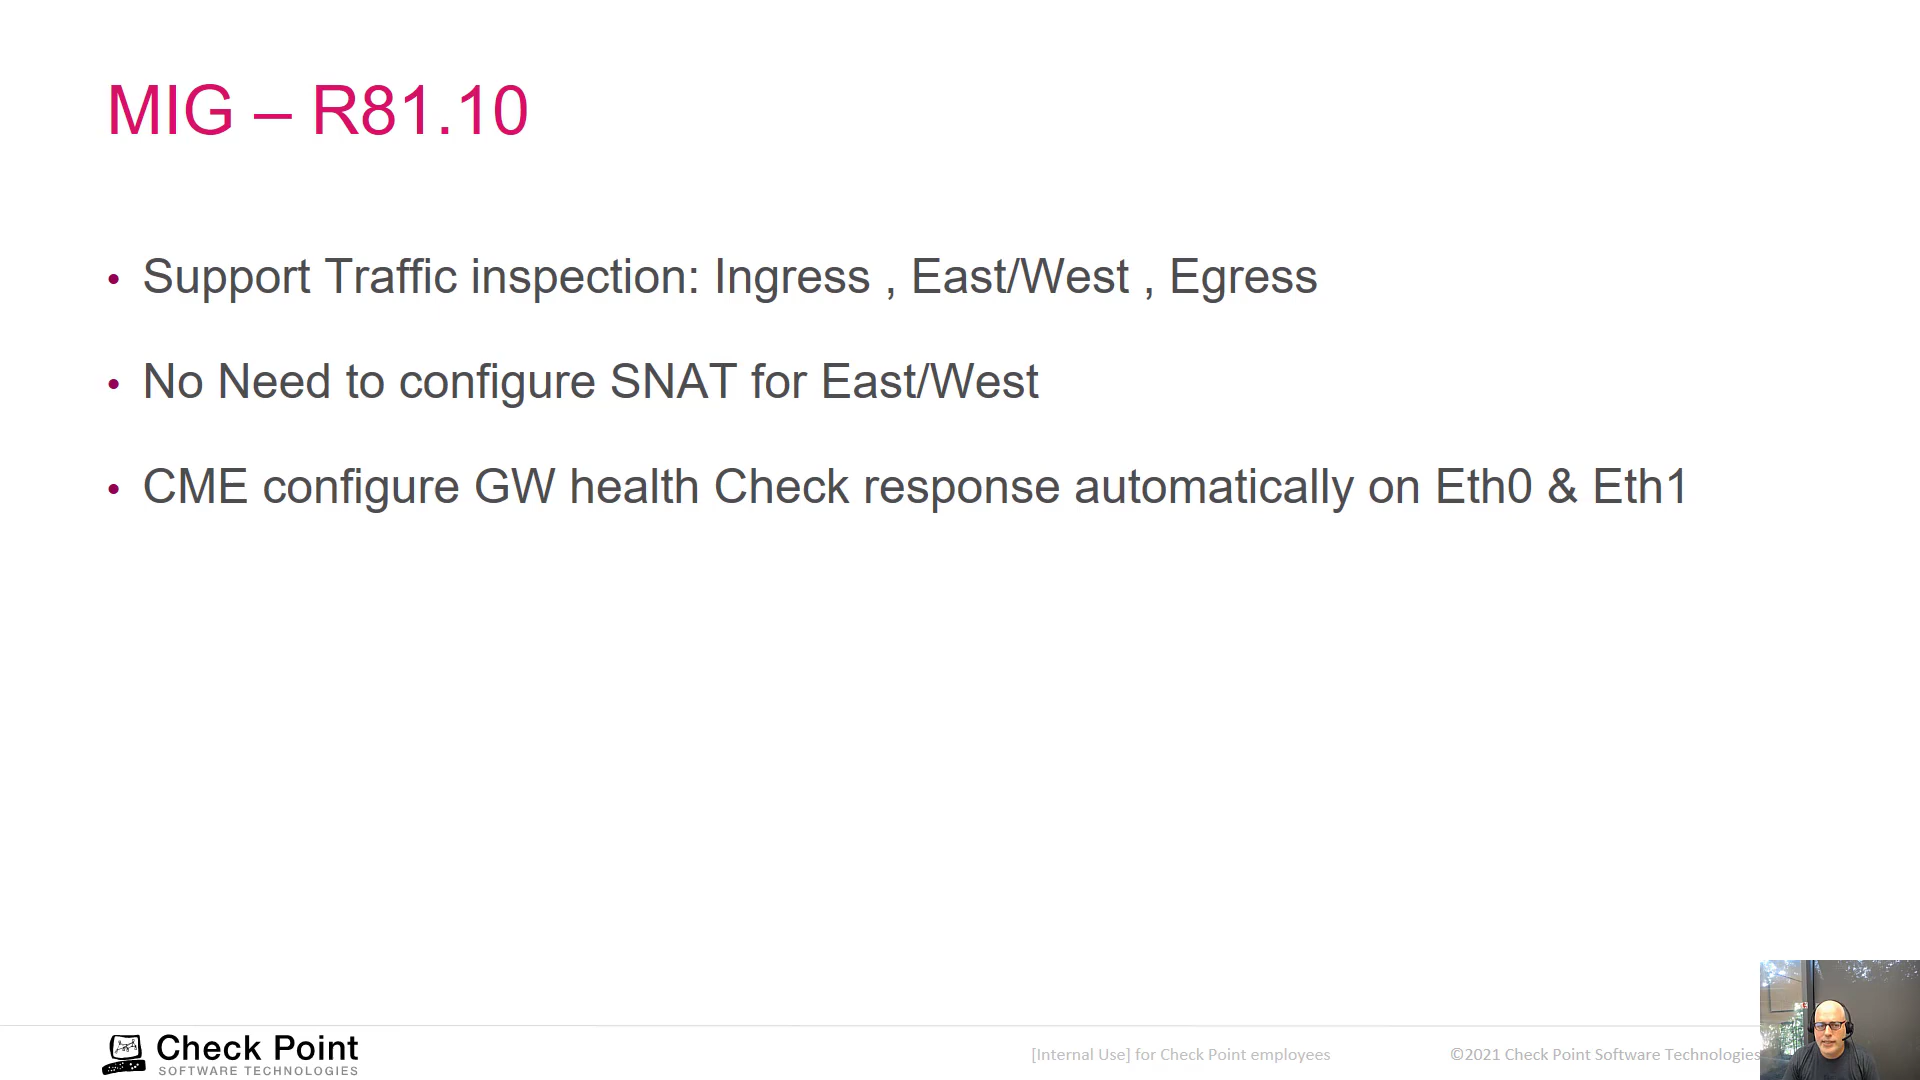 MIG – R81.10
• Support Traffic inspection: Ingress , East/West , Egress
• No Need to configure SNAT for East/West
• CME configure GW health Check response automatically on Eth0 & Eth1
Check Point
SOFTWARE TECHNOLOGIES
[Internal Use] for Check Point employees
©2021 Check Point Software Technologies